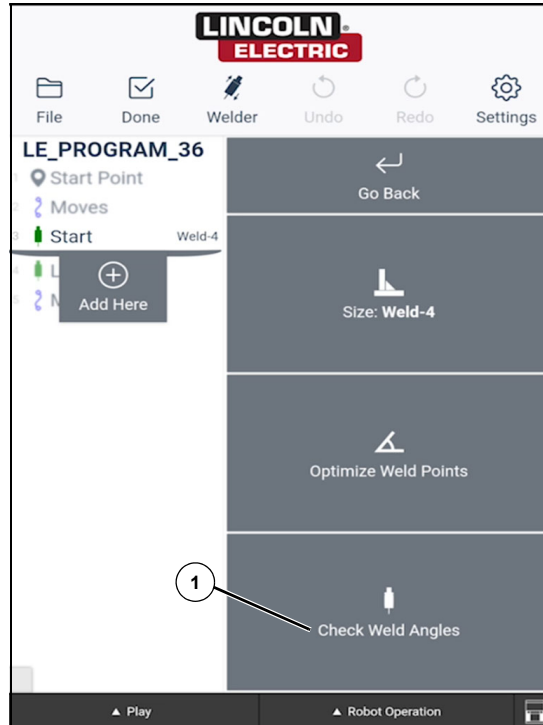 LINCOLN
ELECTRIC
File
Done
Welder
Undo
Redo
Settings
LE_PROGRAM_36
1 Start Point
2 Moves
3 Start Weld-4
4 L
5 M
Add Here
Go Back
Size: Weld-4
Optimize Weld Points
1
Check Weld Angles
▲ Play
▲ Robot Operation